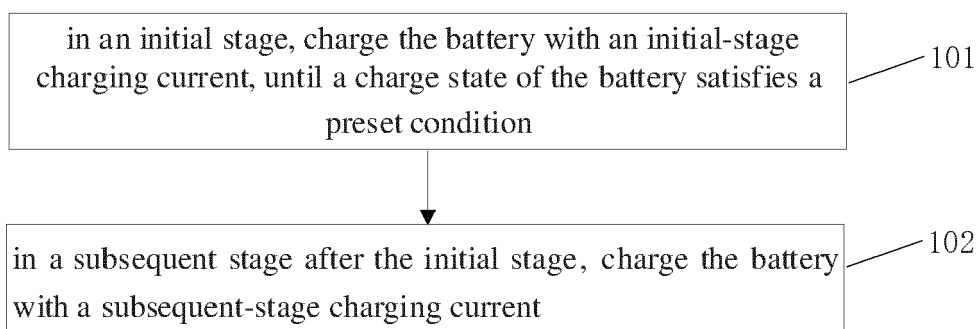 in an initial stage, charge the battery with an initial-stage
charging current, until a charge state of the battery satisfies a
preset condition
101
in a subsequent stage after the initial stage, charge the battery
with a subsequent-stage charging current
102